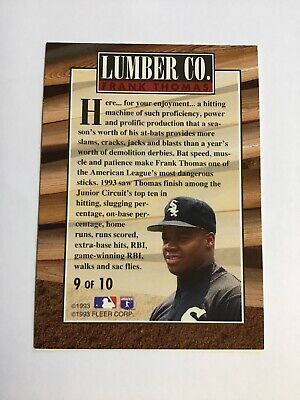 LUMBER CO.
FRANK THOMAS
Here... for your enjoyment... a hitting
machine of such proficiency, power
and prolific production that a sea-
son's worth of his at-bats provides more
slams, cracks, jacks and blasts than a year's
worth of demolition derbies. Bat speed, mus-
cle and patience make Frank Thomas one of
the American League's most dangerous
sticks. 1993 saw Thomas finish among the
Junior Circuit's top ten in
hitting, slugging per-
centage, on-base per-
centage, home
runs, runs scored,
extra-base hits, RBI,
game-winning RBI,
walks and sac flies.
9 OF 10
©1993
©1993 FLEER CORP.